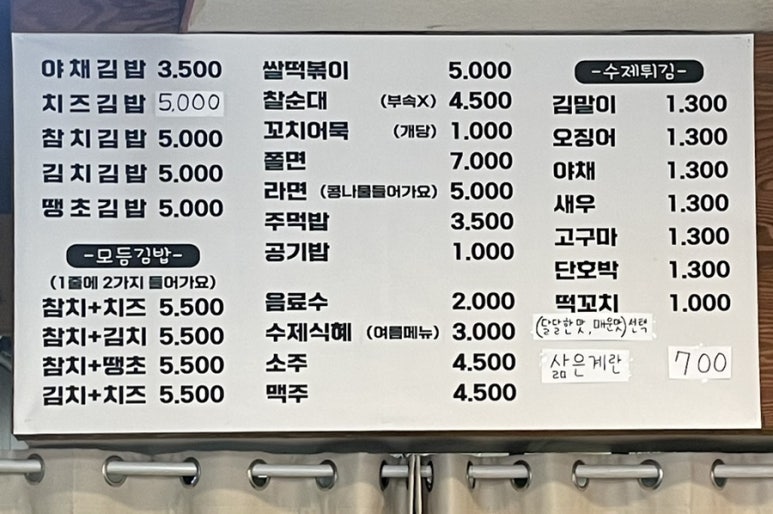 야채김밥 3.500
치즈김밥 5,000
참치김밥 5.000
김치김밥 5.000
땡초김밥 5.000
-모듬김밥-
(1줄에 2가지 들어가요)
참치+치즈 5.500
참치+김치 5.500
참치+땡초 5.500
김치+치즈 5.500
쌀떡볶이 5.000
찰순대 (부속X) 4.500
꼬치어묵 (개당) 1.000
쫄면 7.000
라면 (콩나물들어가요) 5.000
주먹밥 3.500
공기밥 1.000
음료수 2.000
수제식혜 (여름메뉴) 3.000
소주 4.500
맥주 4.500
-수제튀김-
김말이 1.300
오징어 1.300
야채 1.300
새우 1.300
고구마 1.300
단호박 1.300
떡꼬치 1.000
(달달한맛, 매운맛)선택
삶은계란 700